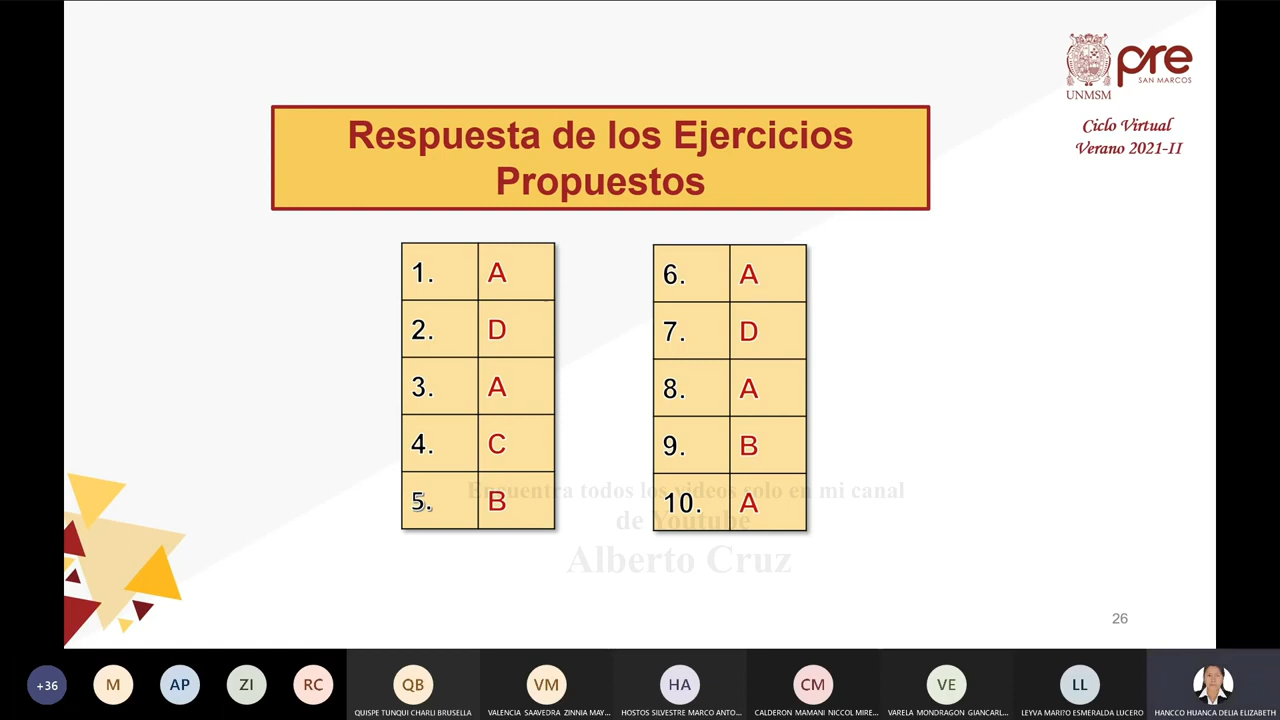 pre
SAN MARCOS
UNMSM
Ciclo Virtual
Verano 2021-II
Respuesta de los Ejercicios
Propuestos
1. A
2. D
3. A
4. C
5. B
6. A
7. D
8. A
9. B
10. A
Encuentra todos los videos solo en mi canal
de Youtube
Alberto Cruz
26
+36
M
AP
ZI
RC
QB
QUISPE TUNQUI CHARLI BRUSELLA
VM
VALENCIA SAAVEDRA ZINNIA MAY...
HA
HOSTOS SILVESTRE MARCO ANTO...
CM
CALDERON MAMANI NICCOL MIRE...
VE
VARELA MONDRAGON GIANCARL...
LL
LEYVA MARI?O ESMERALDA LUCERO
HANCCO HUANCA DELIA ELIZABETH